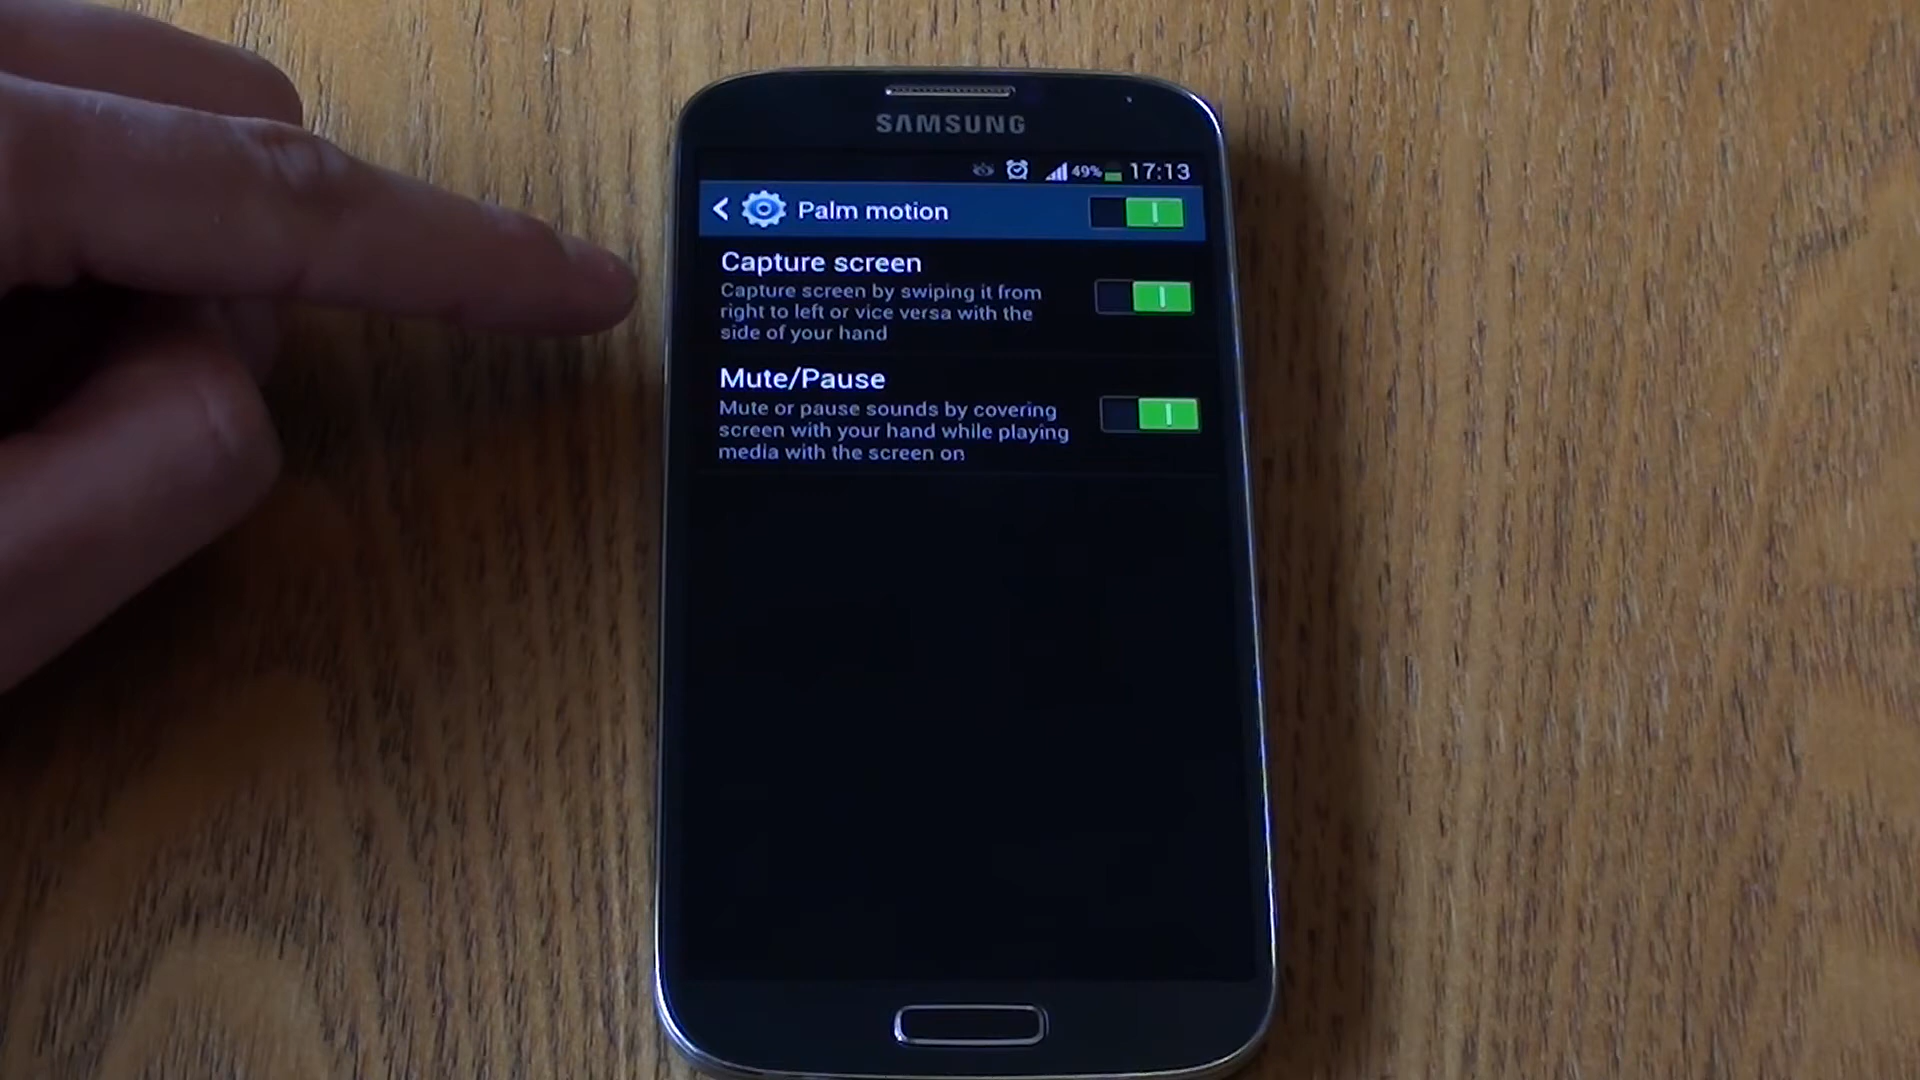 SAMSUNG
49% 17:13
Palm motion
Capture screen
Capture screen by swiping it from
right to left or vice versa with the
side of your hand
Mute/Pause
Mute or pause sounds by covering
screen with your hand while playing
media with the screen on